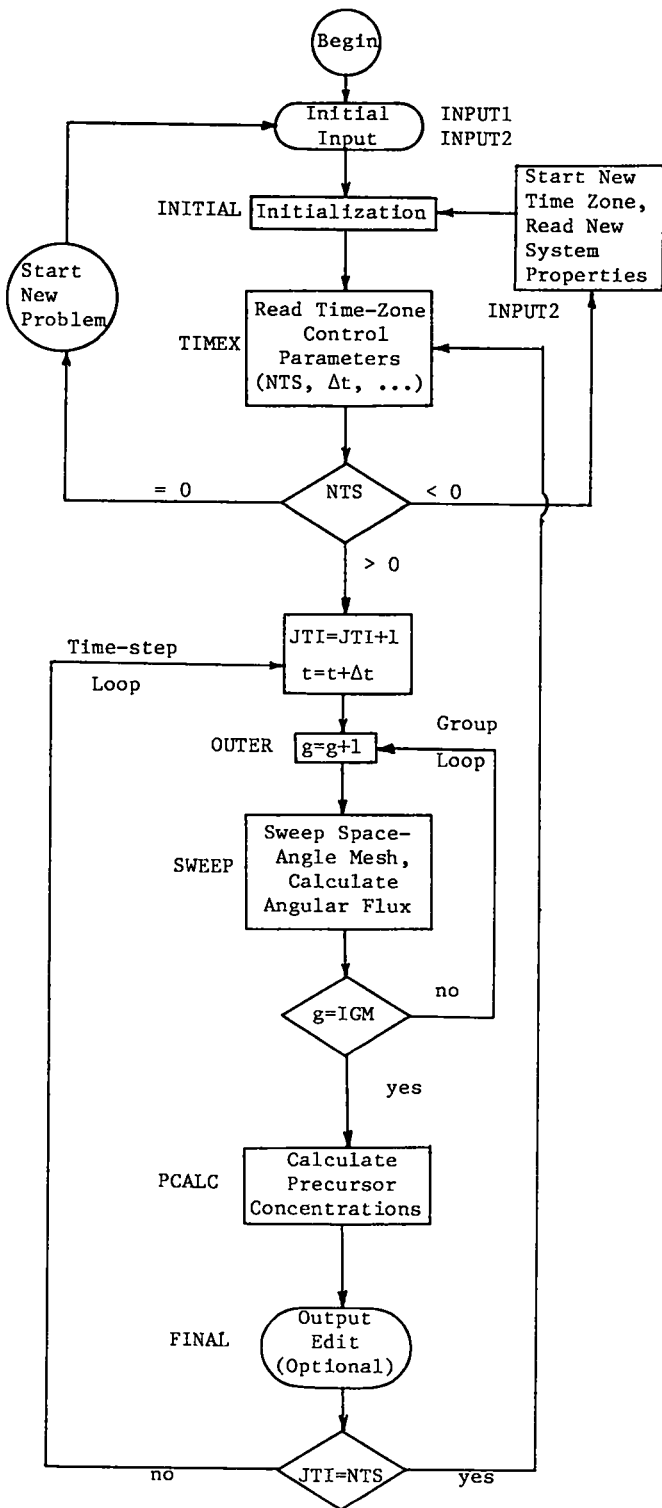 Begin
Initial
Input
INPUT1
INPUT2
INITIAL
Initialization
Start New
Time Zone,
Read New
System
Properties
INPUT2
Start
New
Problem
TIMEX
Read Time-Zone
Control
Parameters
(NTS, Δt, ...)
= 0
NTS
< 0
> 0
Time-step
Loop
JTI=JTI+1
t=t+Δt
OUTER
g=g+1
Group
Loop
SWEEP
Sweep Space-
Angle Mesh,
Calculate
Angular Flux
g=IGM
no
yes
PCALC
Calculate
Precursor
Concentrations
FINAL
Output
Edit
(Optional)
no
JTI=NTS
yes